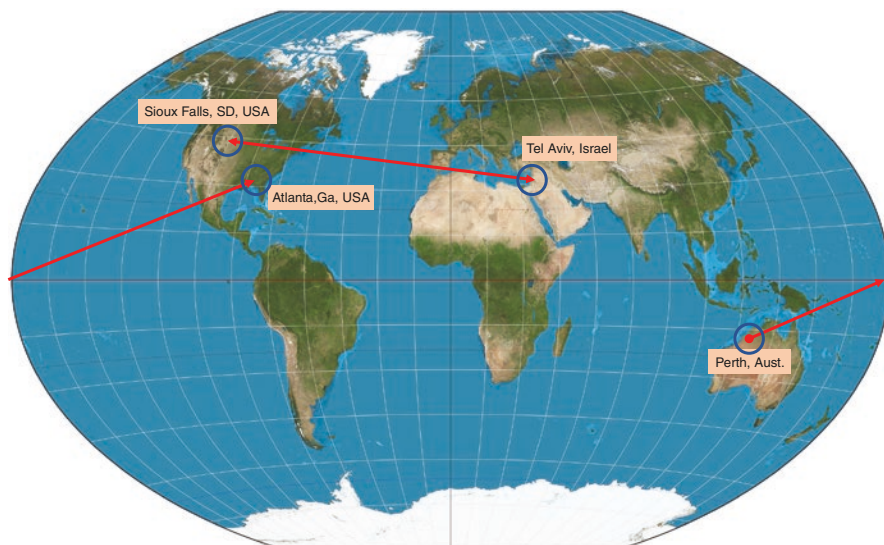 Sioux Falls, SD, USA
Tel Aviv, Israel
Atlanta,Ga, USA
Perth, Aust.